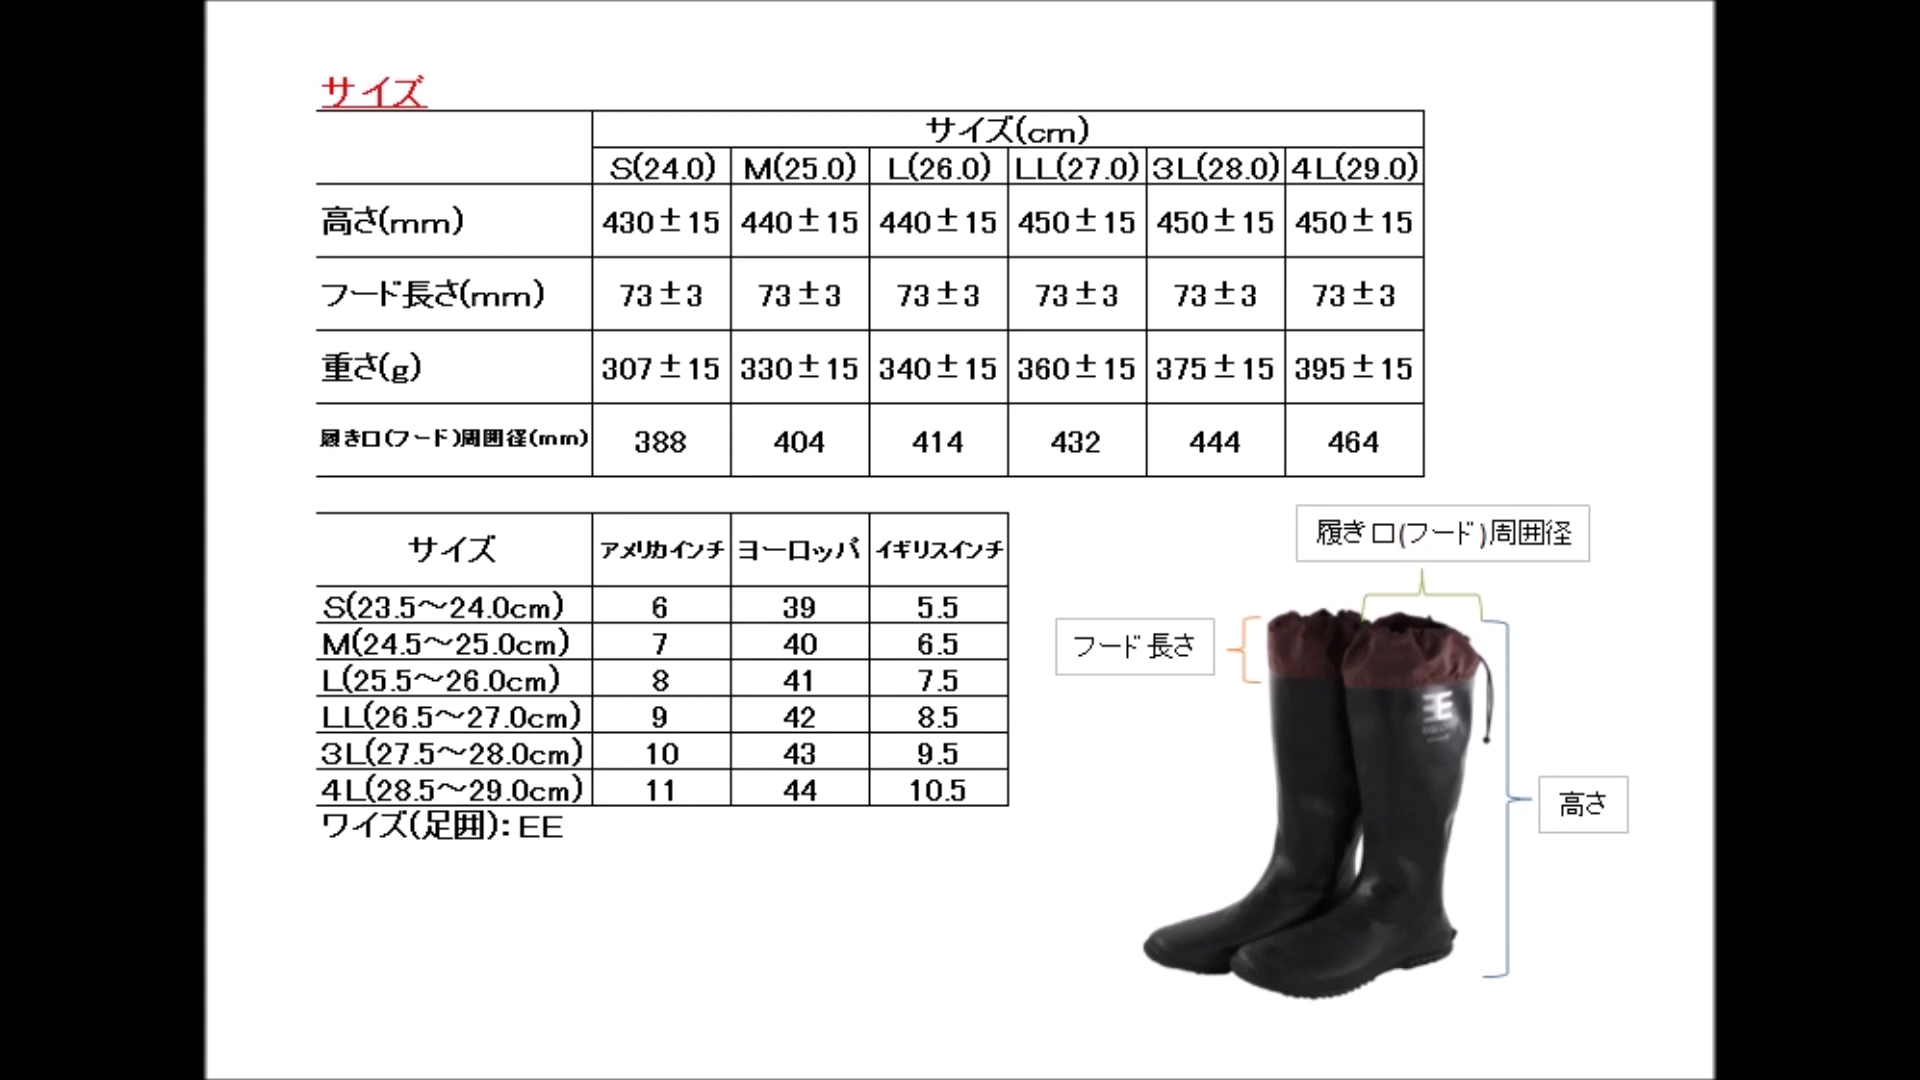 サイズ
サイズ(cm)
S(24.0) M(25.0) L(26.0) LL(27.0) 3L(28.0) 4L(29.0)
高さ(mm) 430±15 440±15 440±15 450±15 450±15 450±15
フード長さ(mm) 73±3 73±3 73±3 73±3 73±3 73±3
重さ(g) 307±15 330±15 340±15 360±15 375±15 395±15
履き口(フード)周囲径(mm) 388 404 414 432 444 464
サイズ アメリカインチ ヨーロッパ イギリスインチ
S(23.5～24.0cm) 6 39 5.5
M(24.5～25.0cm) 7 40 6.5
L(25.5～26.0cm) 8 41 7.5
LL(26.5～27.0cm) 9 42 8.5
3L(27.5～28.0cm) 10 43 9.5
4L(28.5～29.0cm) 11 44 10.5
ワイズ(足囲)：EE
履き口(フード)周囲径
フード長さ
高さ